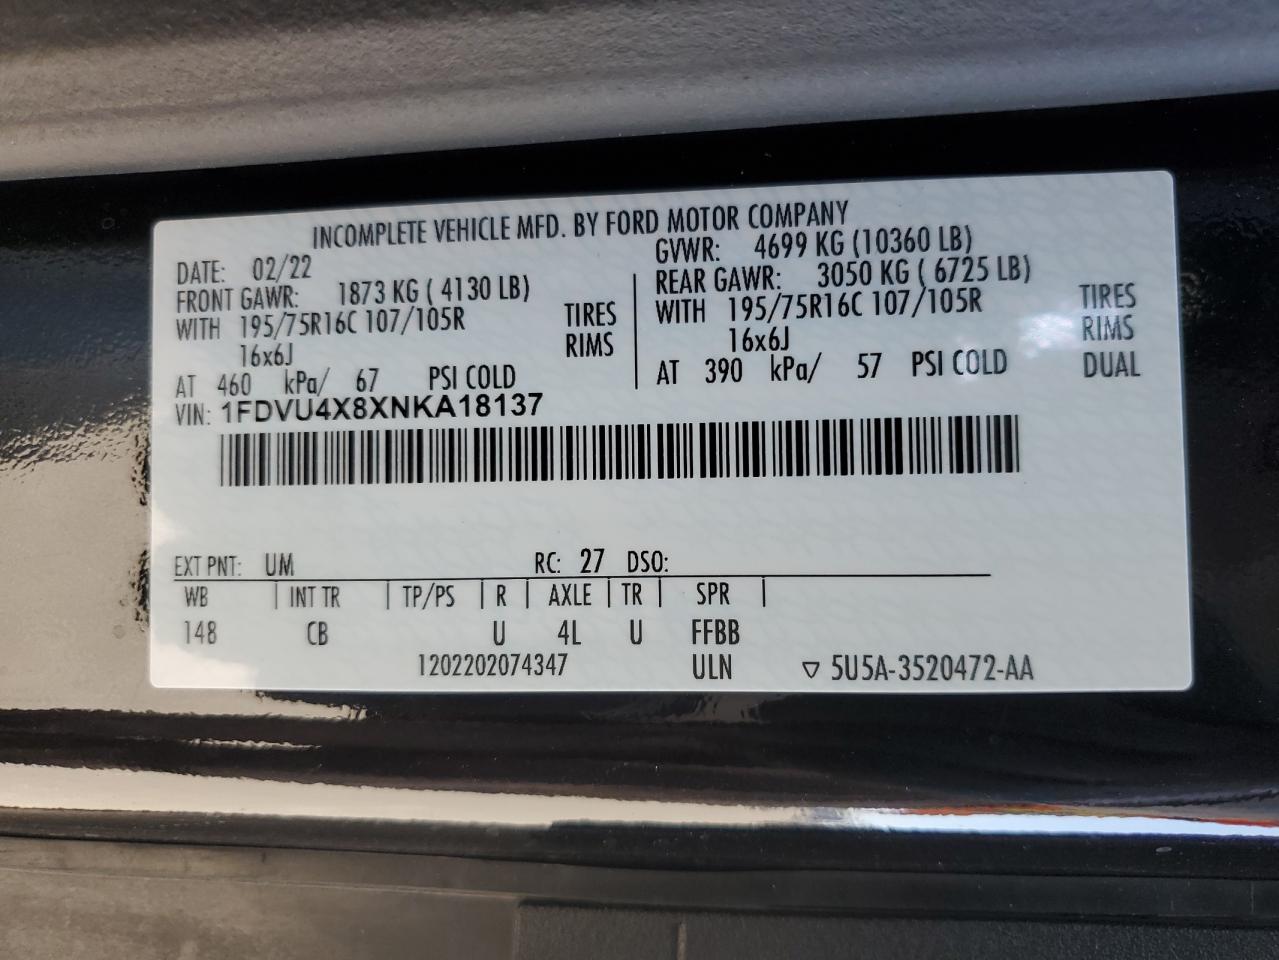 INCOMPLETE VEHICLE MFD. BY FORD MOTOR COMPANY
DATE: 02/22
GVWR: 4699 KG (10360 LB)
FRONT GAWR: 1873 KG ( 4130 LB)
WITH 195/75R16C 107/105R TIRES
16x6J RIMS
AT 460 kPa/ 67 PSI COLD
REAR GAWR: 3050 KG ( 6725 LB)
WITH 195/75R16C 107/105R TIRES
16x6J RIMS
AT 390 kPa/ 57 PSI COLD DUAL
VIN: 1FDVU4X8XNKA18137
EXT PNT: UM RC: 27 DSO:
WB INT TR TP/PS R AXLE TR SPR
148 CB U 4L U FFBB
1202202074347 ULN ▽ 5U5A-3520472-AA